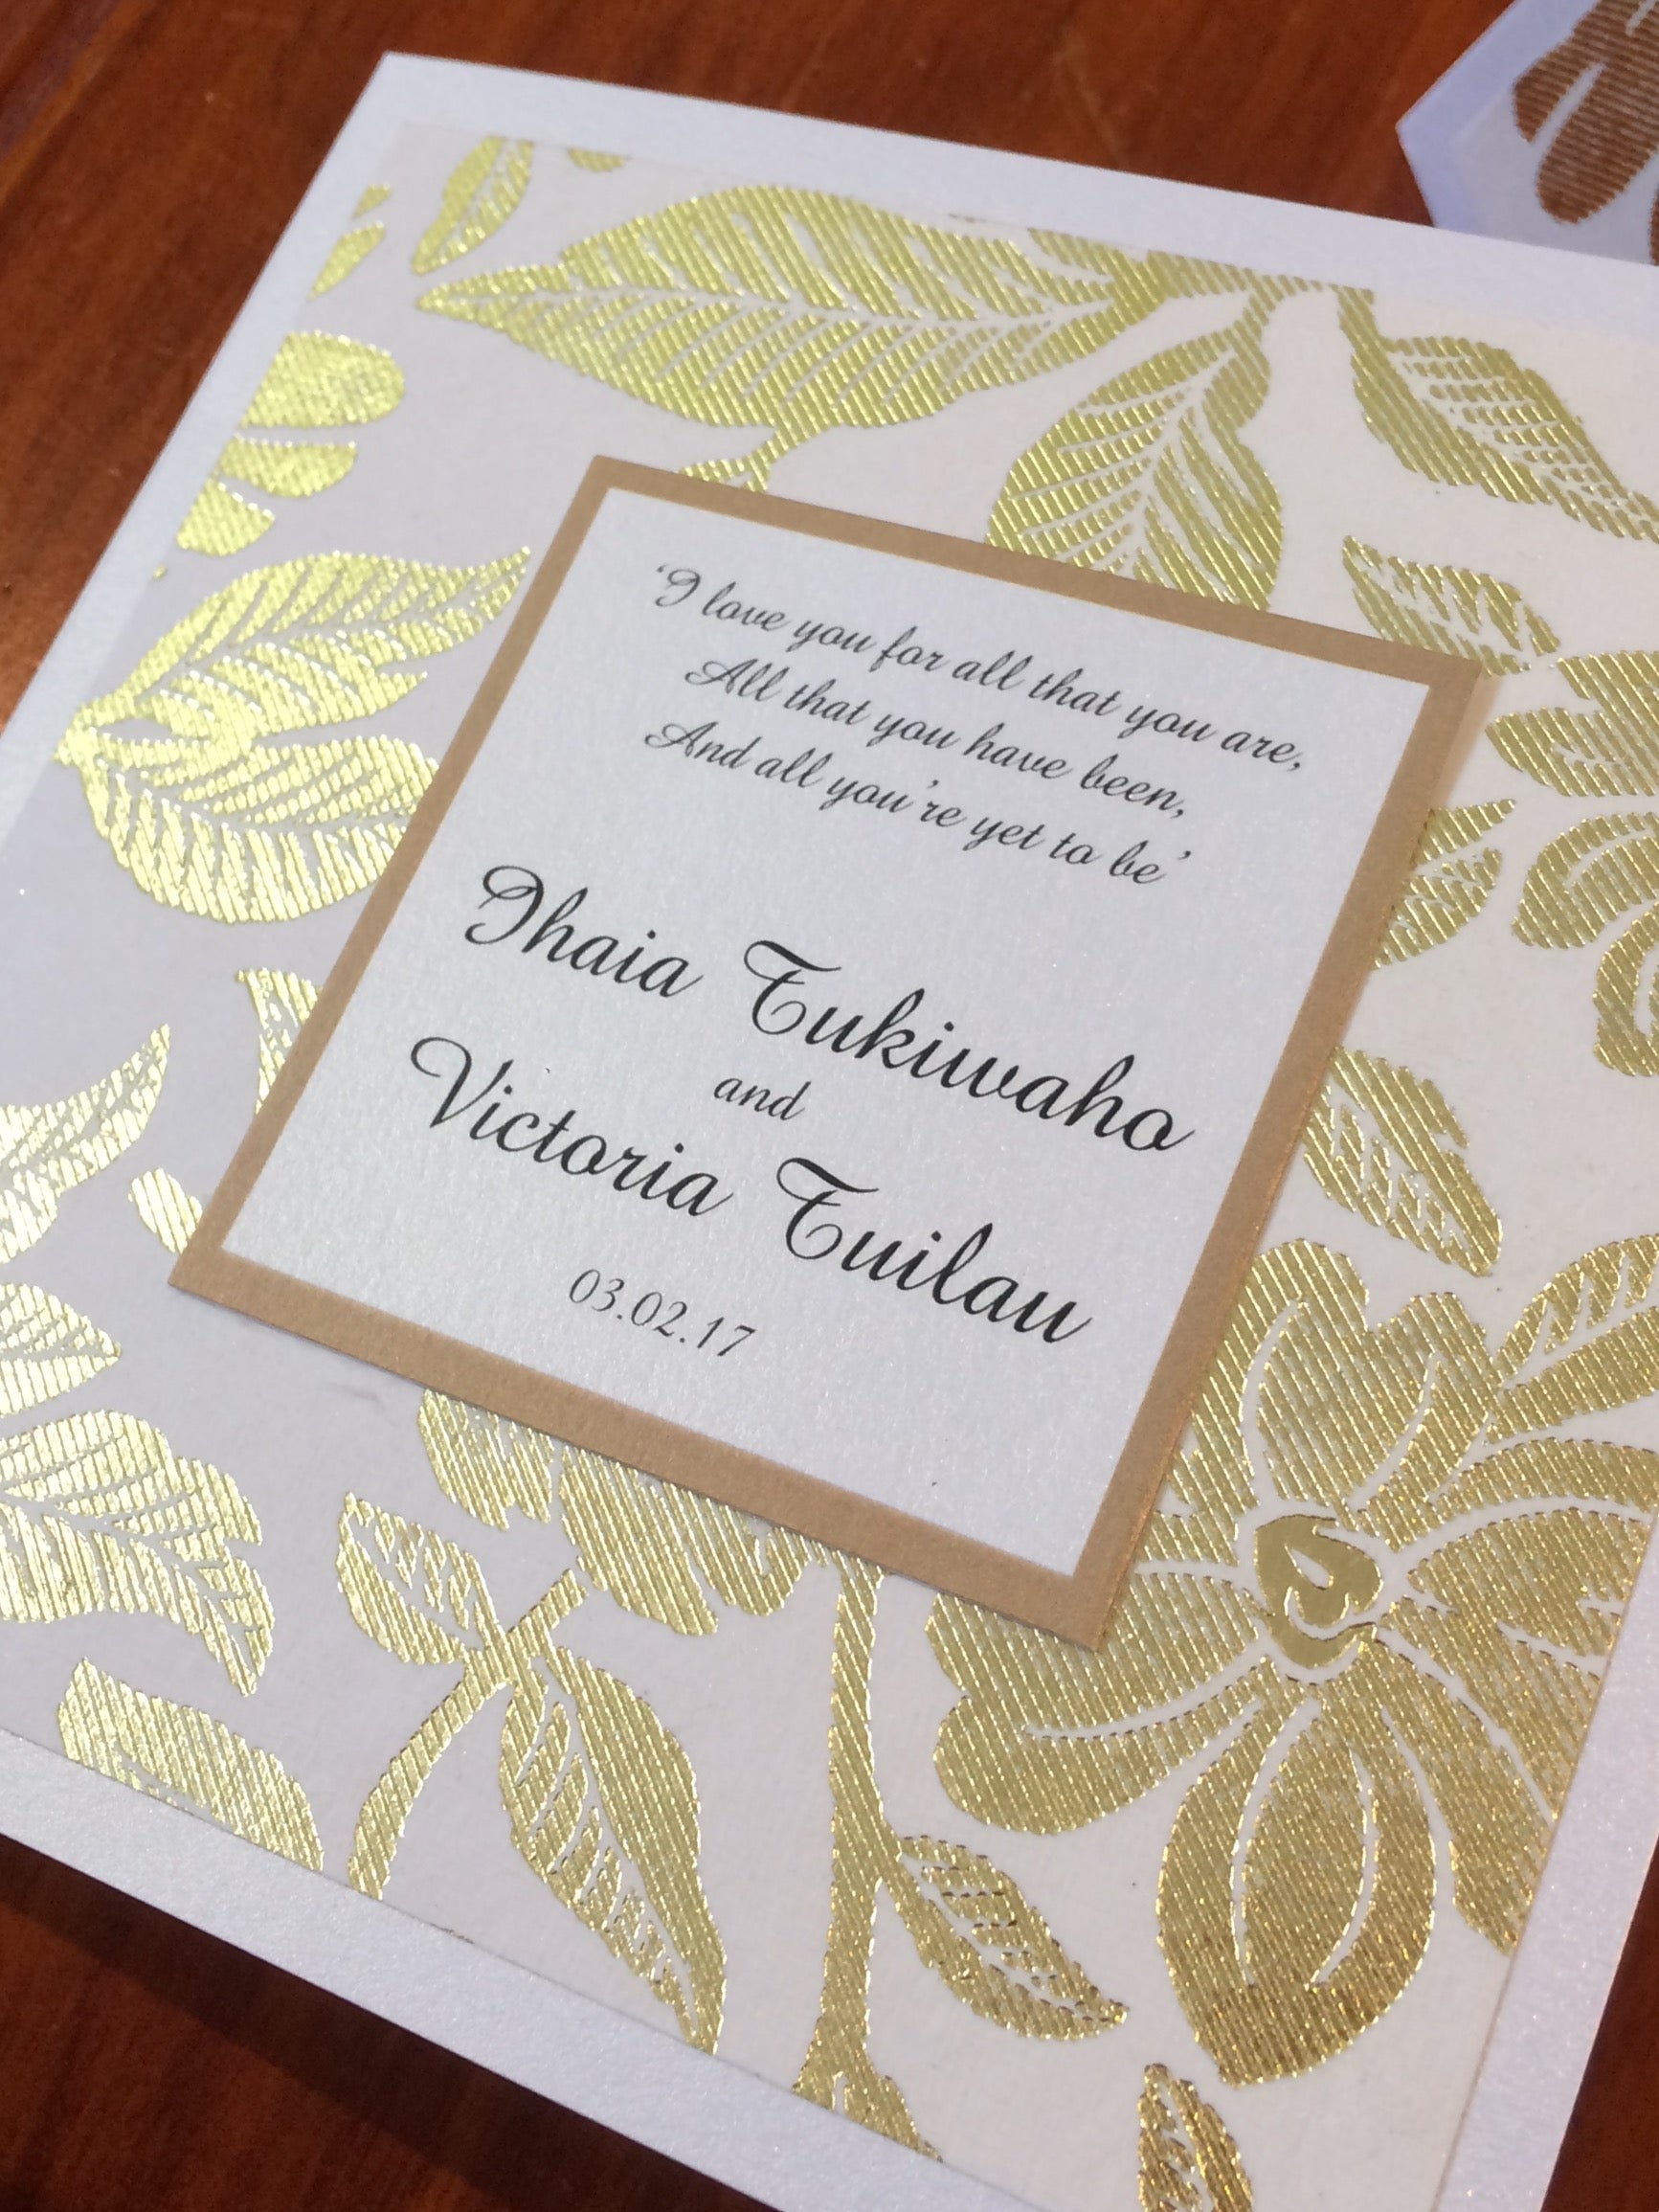 'I love you for all that you are,
All that you have been,
And all you're yet to be'
Ihaia Tukiwaho
and
Victoria Tuilau
03.02.17